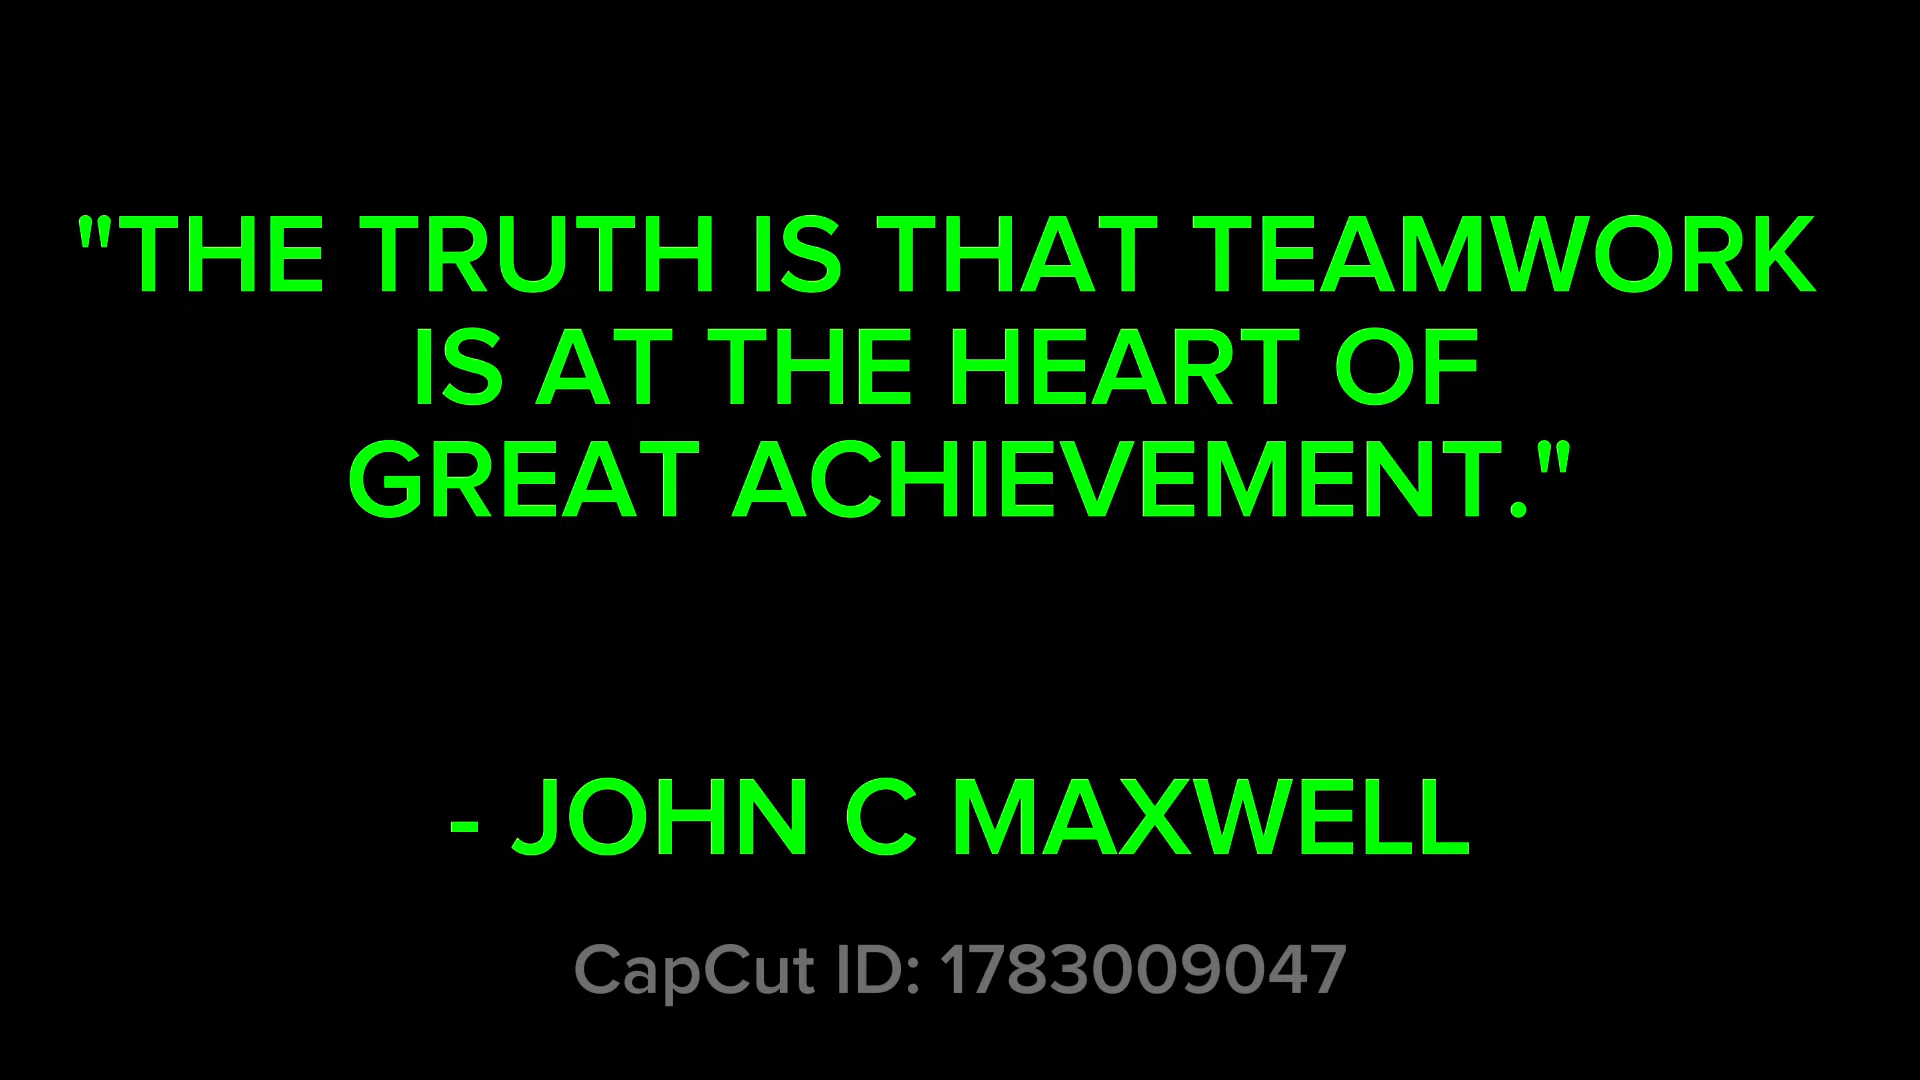 "THE TRUTH IS THAT TEAMWORK
IS AT THE HEART OF
GREAT ACHIEVEMENT."
- JOHN C MAXWELL
CapCut ID: 1783009047